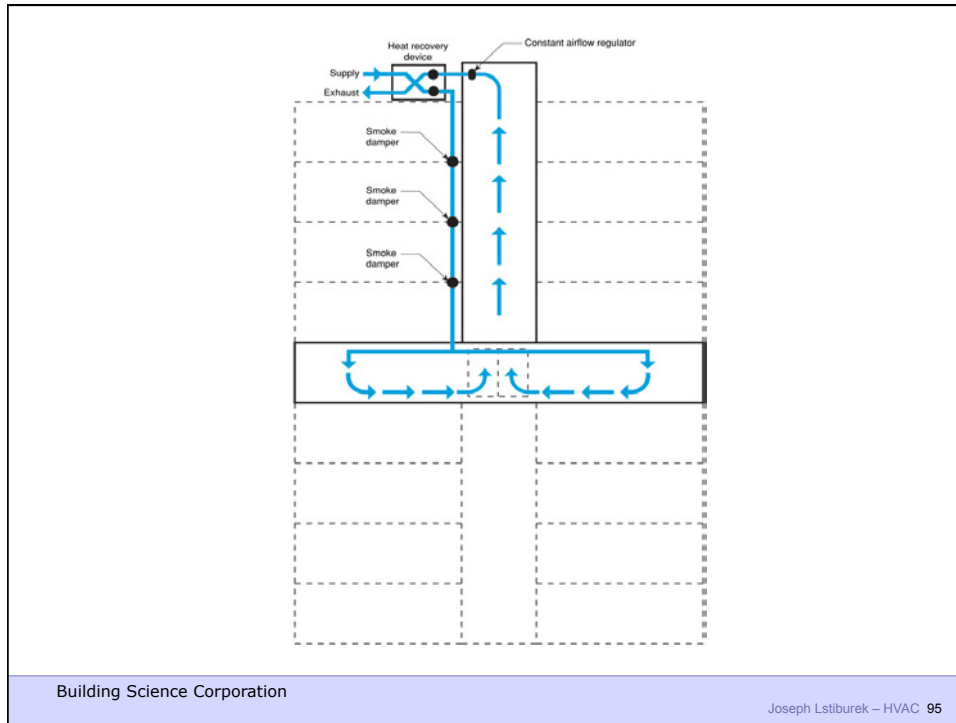 Constant airflow regulator
Heat recovery
device
Supply
Exhaust
Smoke
damper
Smoke
damper
Smoke
damper
Building Science Corporation
Joseph Lstiburek – HVAC 95